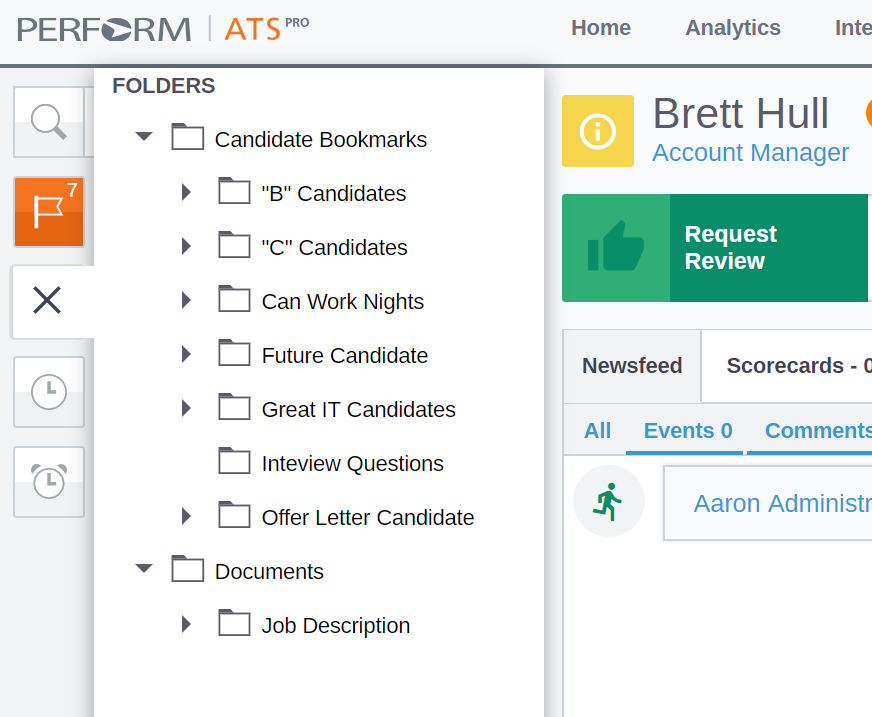 PERFORM | ATS PRO
Home Analytics Inte
FOLDERS
Candidate Bookmarks
"B" Candidates
"C" Candidates
Can Work Nights
Future Candidate
Great IT Candidates
Inteview Questions
Offer Letter Candidate
Documents
Job Description
7
Brett Hull
Account Manager
Request
Review
Newsfeed Scorecards - 0
All Events 0 Comments
Aaron Administr